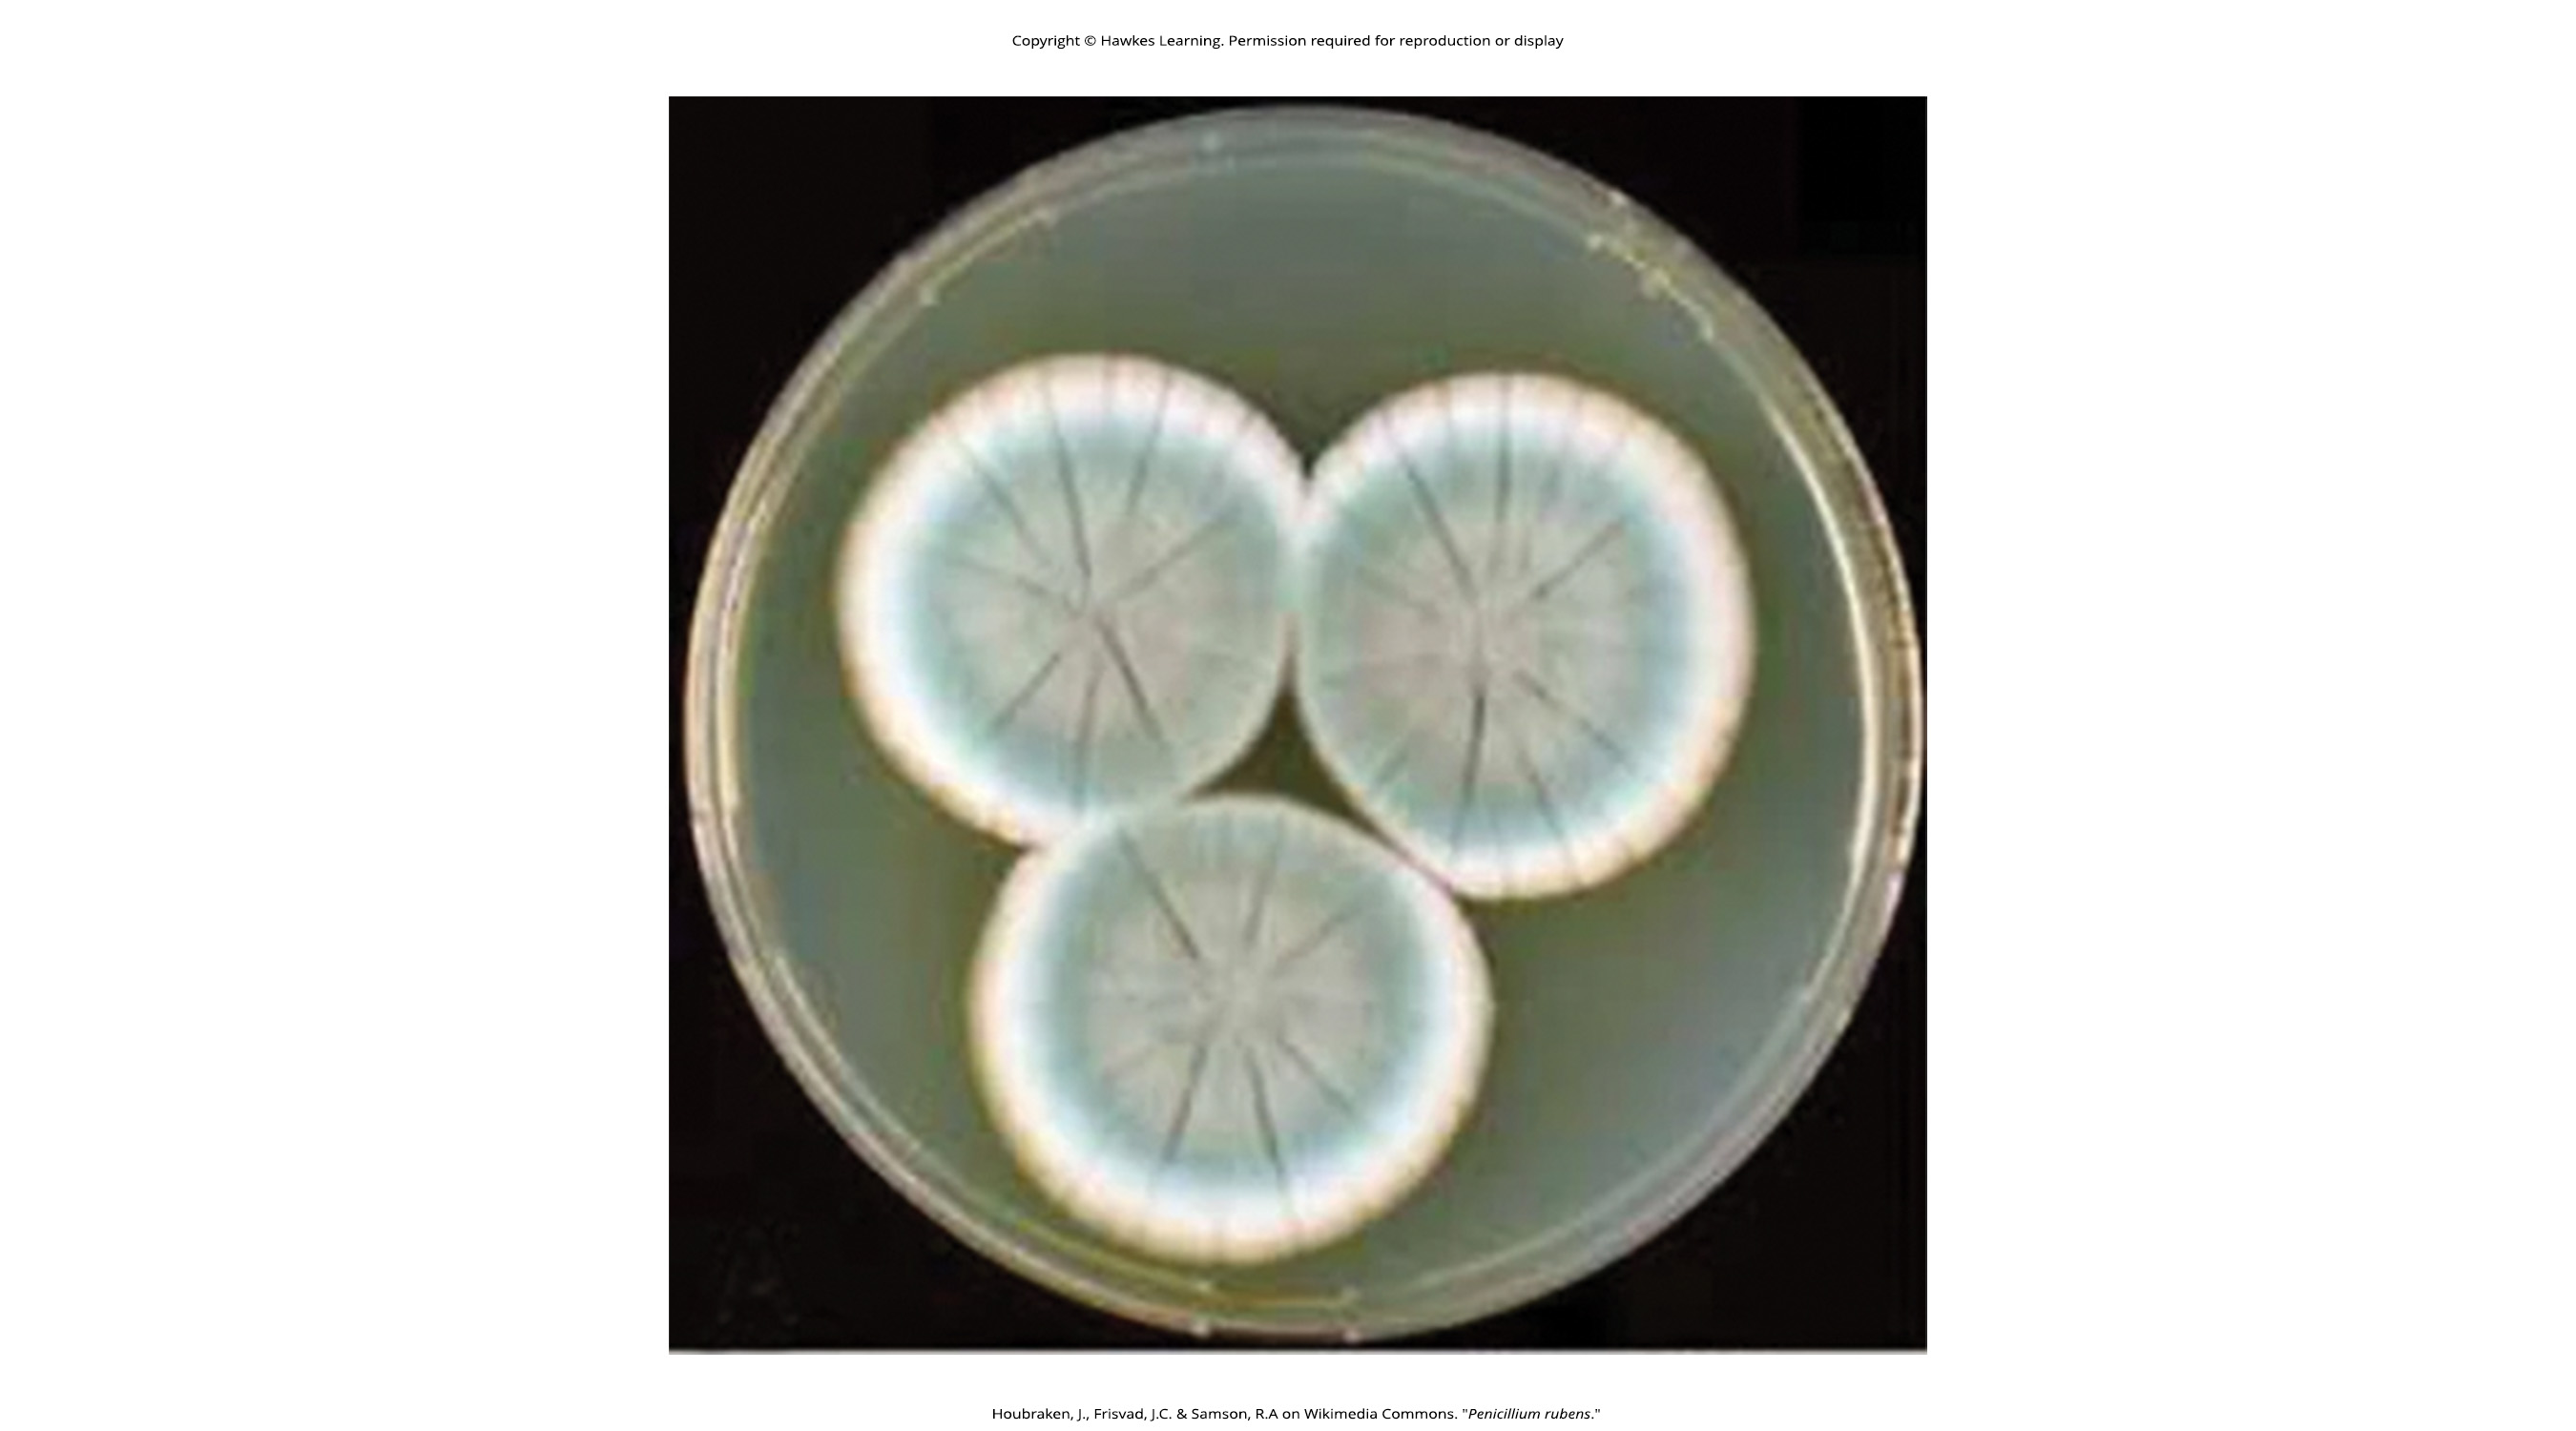 Copyright © Hawkes Learning. Permission required for reproduction or display
Houbraken, J., Frisvad, J.C. & Samson, R.A on Wikimedia Commons. "Penicillium rubens."